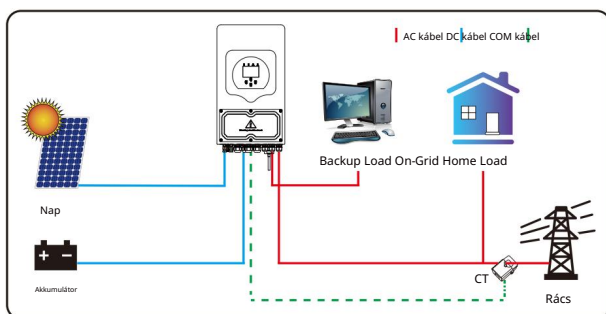 AC kábel DC kábel COM kábel
Backup Load On-Grid Home Load
Nap
CT
Akkumulátor
Rács